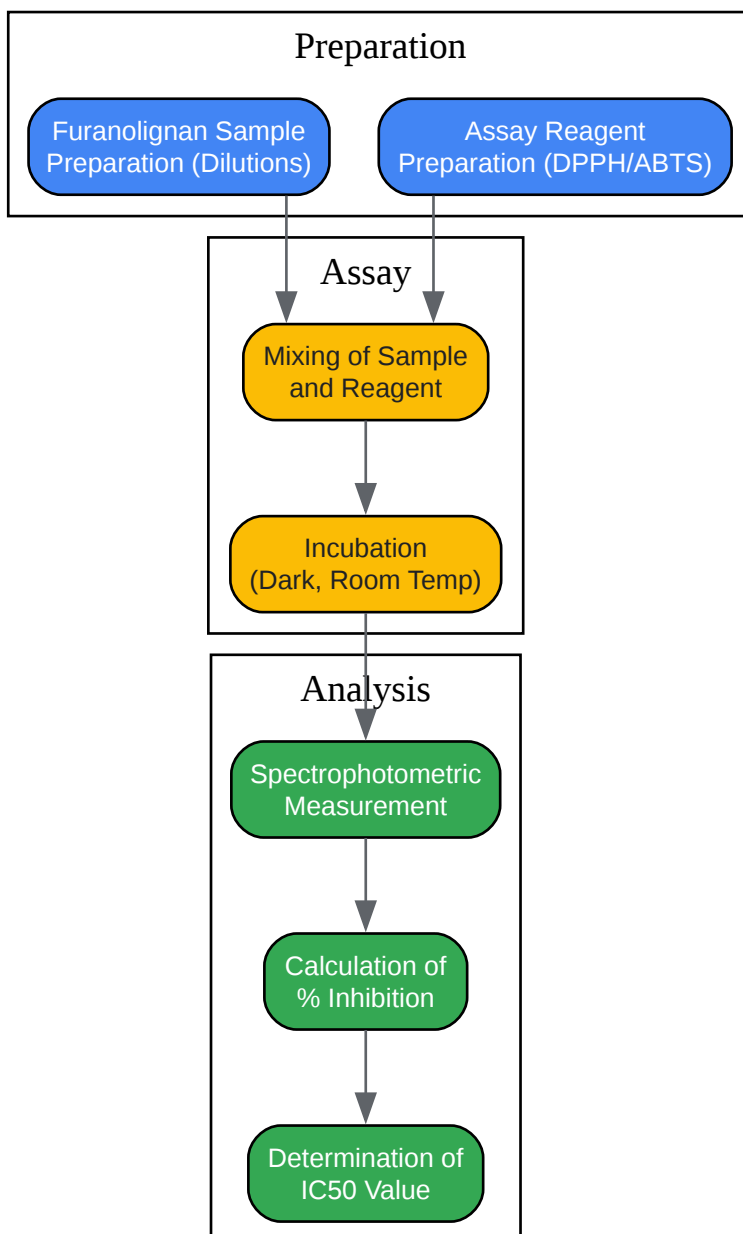 Preparation
Furanolignan Sample
Preparation (Dilutions)
Assay Reagent
Preparation (DPPH/ABTS)
Assay
Mixing of Sample
and Reagent
Incubation
(Dark, Room Temp)
Analysis
Spectrophotometric
Measurement
Calculation of
% Inhibition
Determination of
IC50 Value